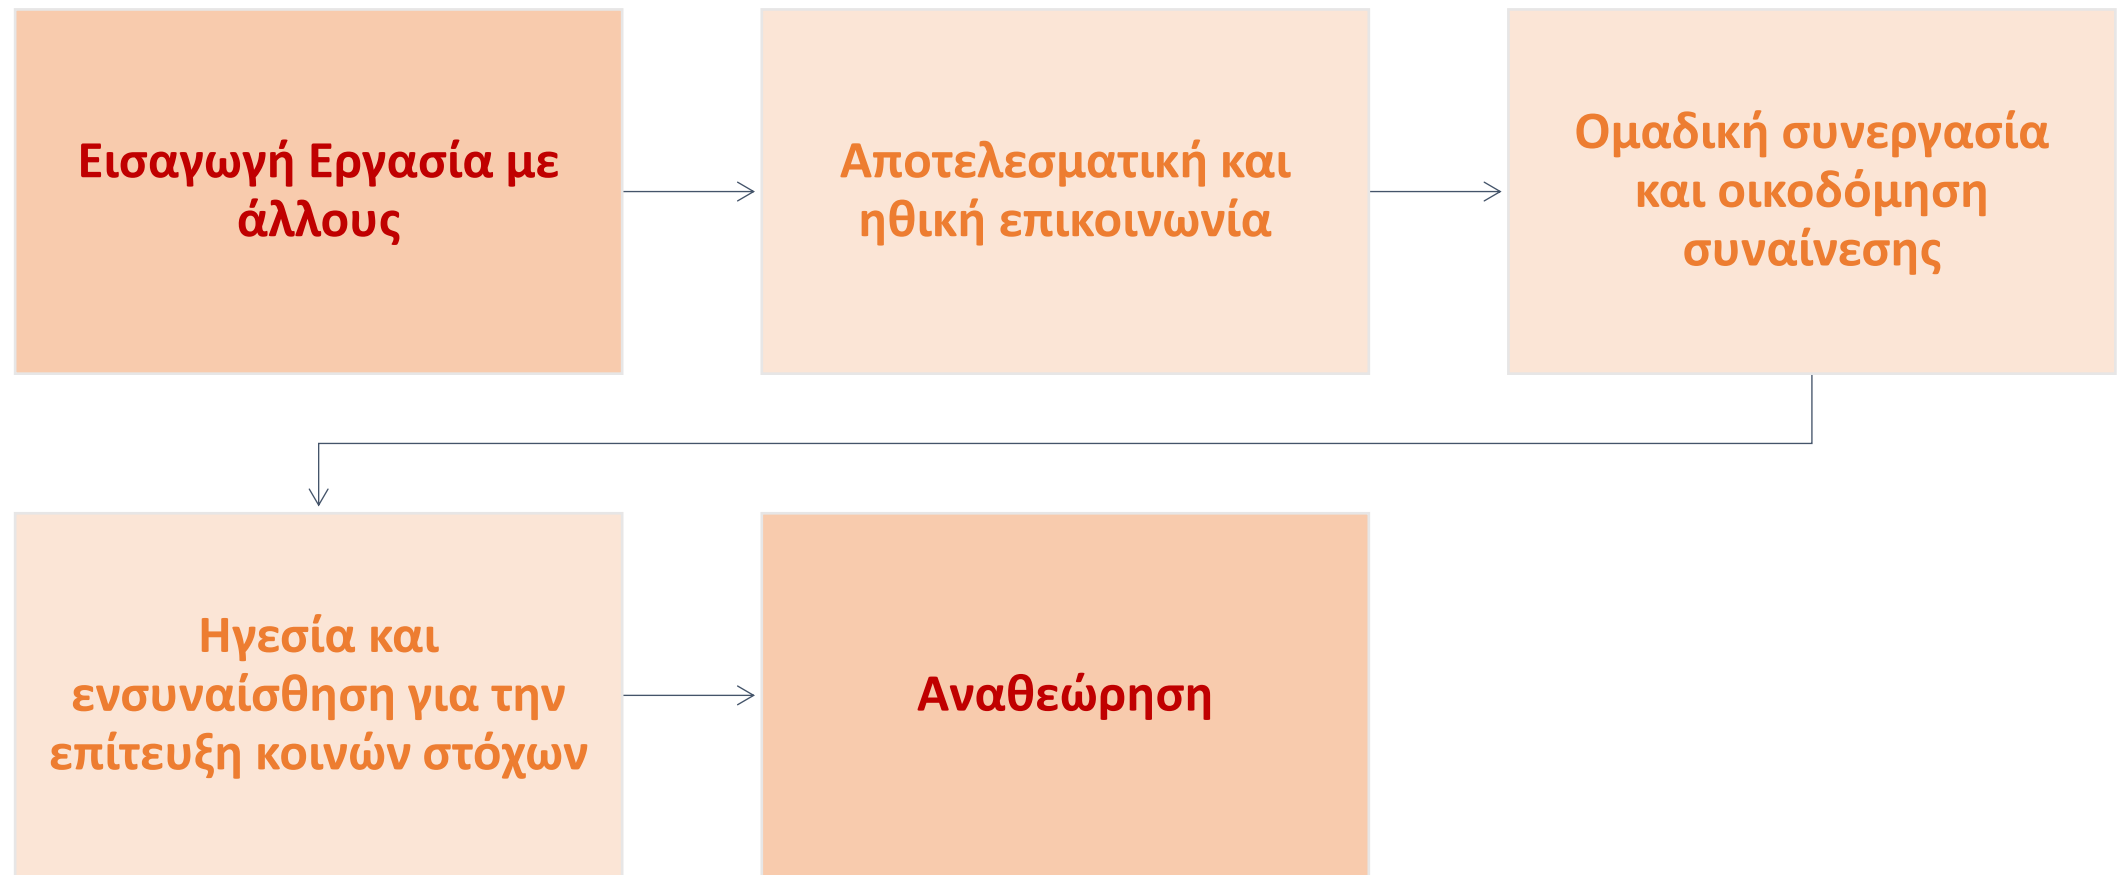 Εισαγωγή Εργασία με
άλλους
Αποτελεσματική και
ηθική επικοινωνία
Ομαδική συνεργασία
και οικοδόμηση
συναίνεσης
Ηγεσία και
ενσυναίσθηση για την
επίτευξη κοινών στόχων
Αναθεώρηση